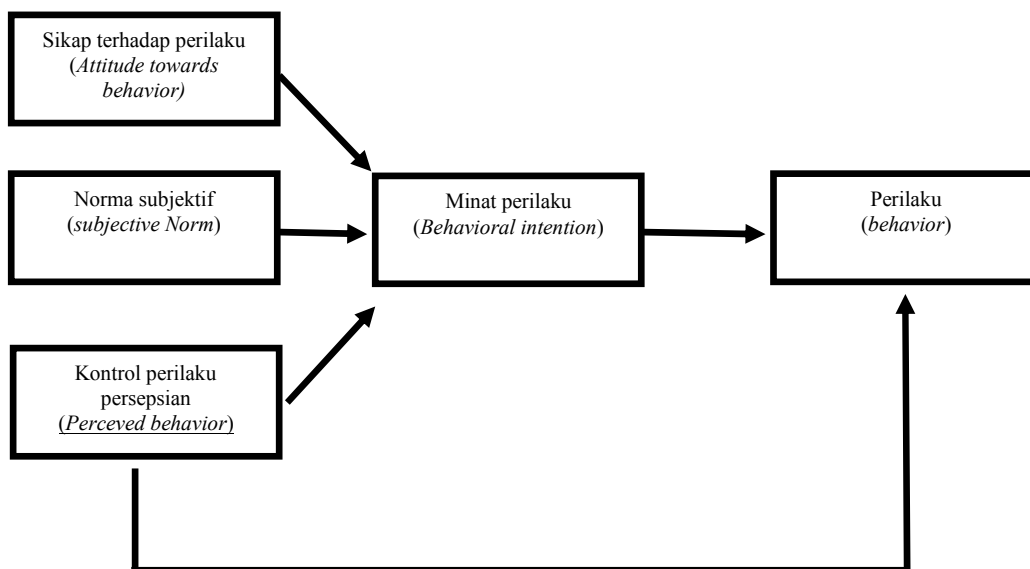 Sikap terhadap perilaku
(Attitude towards
behavior)
Norma subjektif
(subjective Norm)
Kontrol perilaku
persepsian
(Perceved behavior)
Minat perilaku
(Behavioral intention)
Perilaku
(behavior)